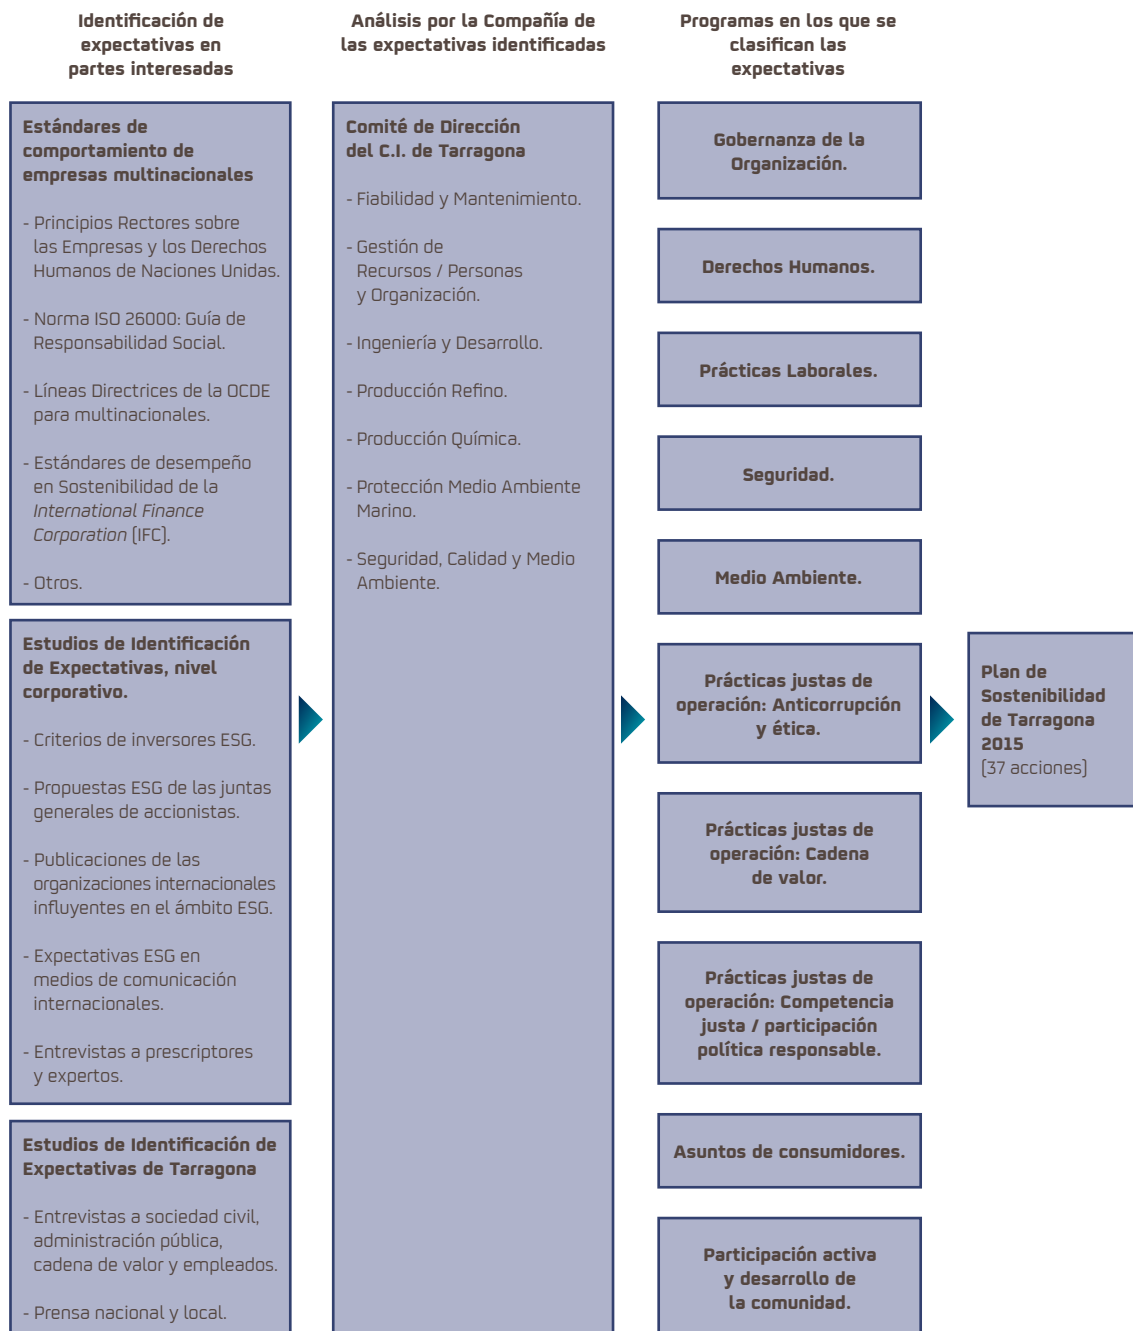 Identificación de
expectativas en
partes interesadas
Análisis por la Compañía de
las expectativas identificadas
Programas en los que se
clasifican las
expectativas
Estándares de
comportamiento de
empresas multinacionales
- Principios Rectores sobre
las Empresas y los Derechos
Humanos de Naciones Unidas.
- Norma ISO 26000: Guía de
Responsabilidad Social.
- Líneas Directrices de la OCDE
para multinacionales.
- Estándares de desempeño
en Sostenibilidad de la
International Finance
Corporation (IFC).
- Otros.
Estudios de Identificación
de Expectativas, nivel
corporativo.
- Criterios de inversores ESG.
- Propuestas ESG de las juntas
generales de accionistas.
- Publicaciones de las
organizaciones internacionales
influyentes en el ámbito ESG.
- Expectativas ESG en
medios de comunicación
internacionales.
- Entrevistas a prescriptores
y expertos.
Estudios de Identificación de
Expectativas de Tarragona
- Entrevistas a sociedad civil,
administración pública,
cadena de valor y empleados.
- Prensa nacional y local.
Comité de Dirección
del C.I. de Tarragona
- Fiabilidad y Mantenimiento.
- Gestión de
Recursos / Personas
y Organización.
- Ingeniería y Desarrollo.
- Producción Refino.
- Producción Química.
- Protección Medio Ambiente
Marino.
- Seguridad, Calidad y Medio
Ambiente.
Gobernanza de la
Organización.
Derechos Humanos.
Prácticas Laborales.
Seguridad.
Medio Ambiente.
Prácticas justas de
operación: Anticorrupción
y ética.
Prácticas justas de
operación: Cadena
de valor.
Prácticas justas de
operación: Competencia
justa / participación
política responsable.
Asuntos de consumidores.
Participación activa
y desarrollo de
la comunidad.
Plan de
Sostenibilidad
de Tarragona
2015
(37 acciones)